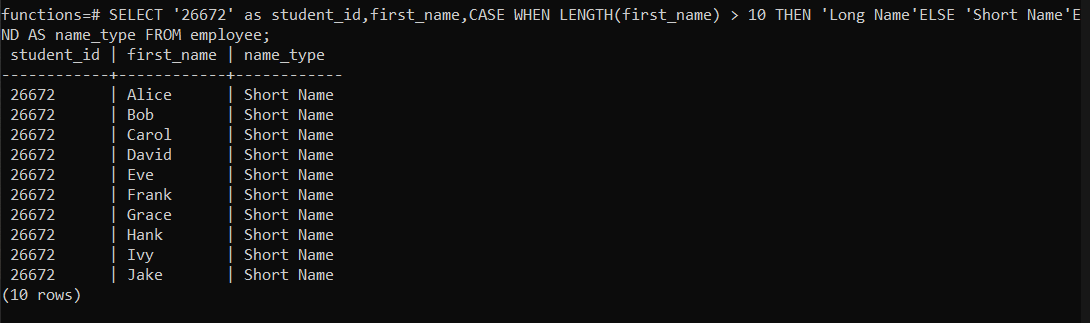 functions=# SELECT '26672' as student_id,first_name,CASE WHEN LENGTH(first_name) > 10 THEN 'Long Name'ELSE 'Short Name'E
ND AS name_type FROM employee;
 student_id | first_name | name_type
------------+------------+------------
 26672      | Alice      | Short Name
 26672      | Bob        | Short Name
 26672      | Carol      | Short Name
 26672      | David      | Short Name
 26672      | Eve        | Short Name
 26672      | Frank      | Short Name
 26672      | Grace      | Short Name
 26672      | Hank       | Short Name
 26672      | Ivy        | Short Name
 26672      | Jake       | Short Name
(10 rows)